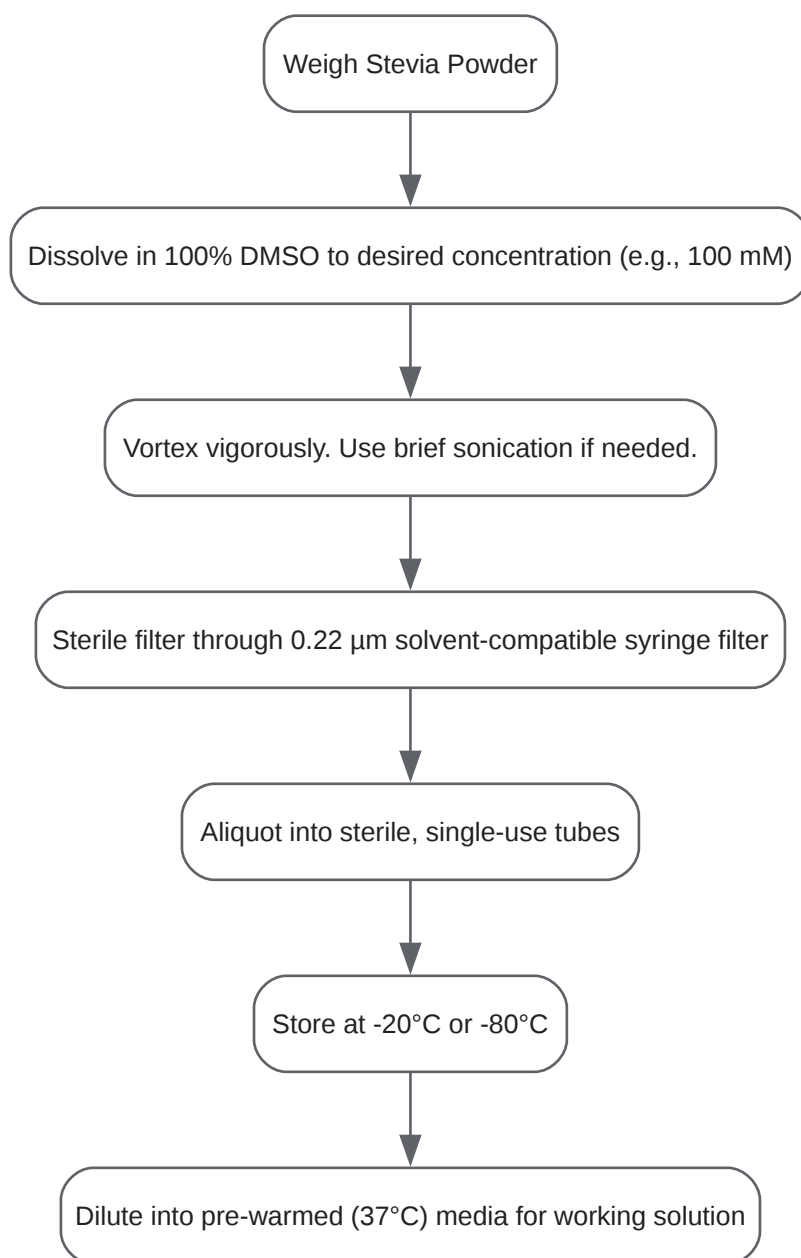 Weigh Stevia Powder
Dissolve in 100% DMSO to desired concentration (e.g., 100 mM)
Vortex vigorously. Use brief sonication if needed.
Sterile filter through 0.22 µm solvent-compatible syringe filter
Aliquot into sterile, single-use tubes
Store at -20°C or -80°C
Dilute into pre-warmed (37°C) media for working solution